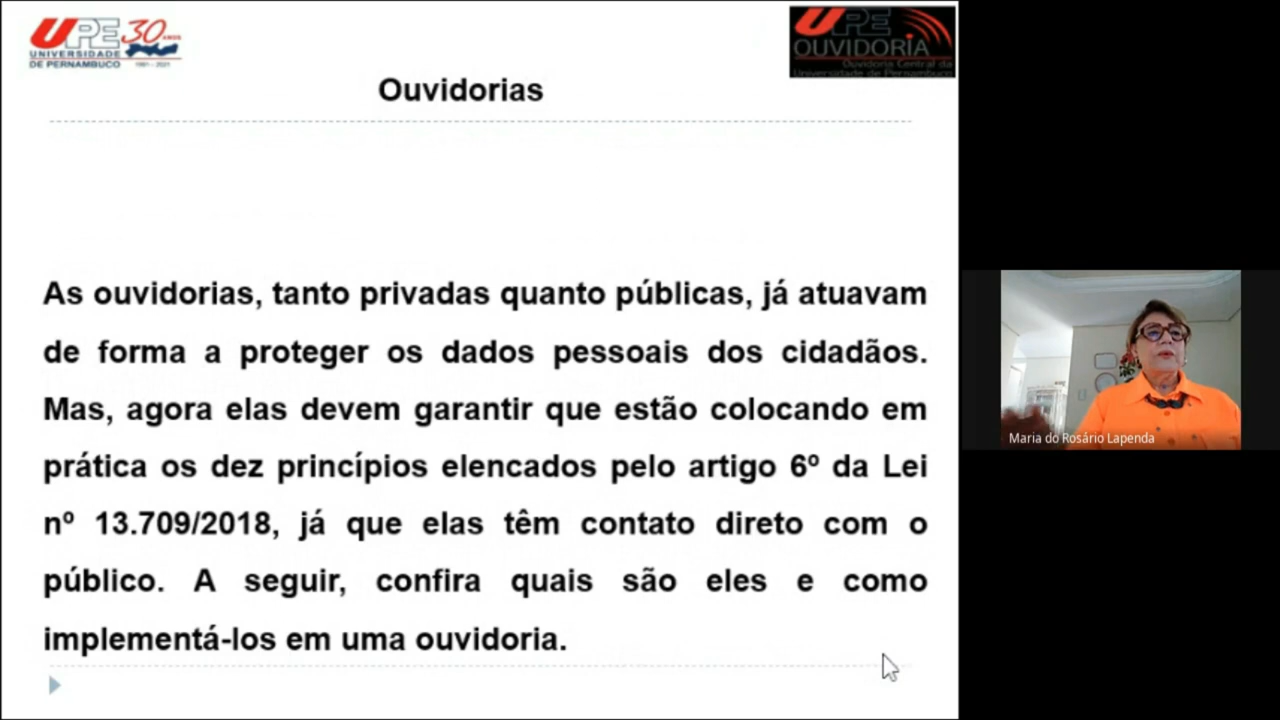 UPE 30 ANOS
UNIVERSIDADE
DE PERNAMBUCO 1991 - 2021
UPE
OUVIDORIA
Ouvidoria Central da
Universidade de Pernambuco
Ouvidorias
As ouvidorias, tanto privadas quanto públicas, já atuavam
de forma a proteger os dados pessoais dos cidadãos.
Mas, agora elas devem garantir que estão colocando em
prática os dez princípios elencados pelo artigo 6º da Lei
nº 13.709/2018, já que elas têm contato direto com o
público. A seguir, confira quais são eles e como
implementá-los em uma ouvidoria.
Maria do Rosário Lapenda